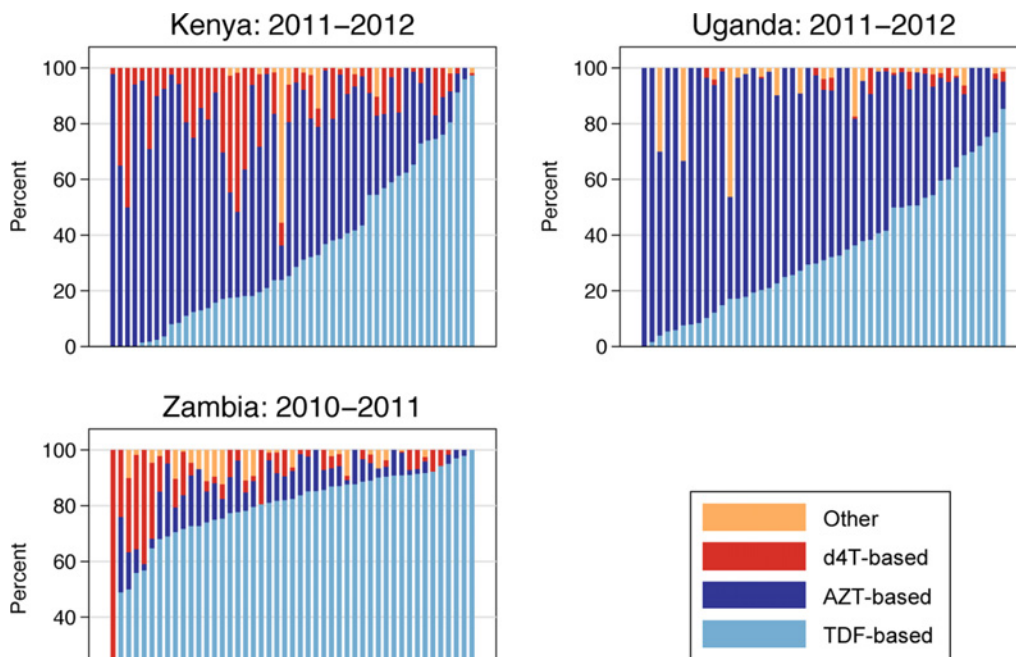 Kenya: 2011−2012
Percent
100
80
60
40
20
0
Uganda: 2011−2012
Percent
100
80
60
40
20
0
Zambia: 2010−2011
Percent
100
80
60
40
Other
d4T-based
AZT-based
TDF-based